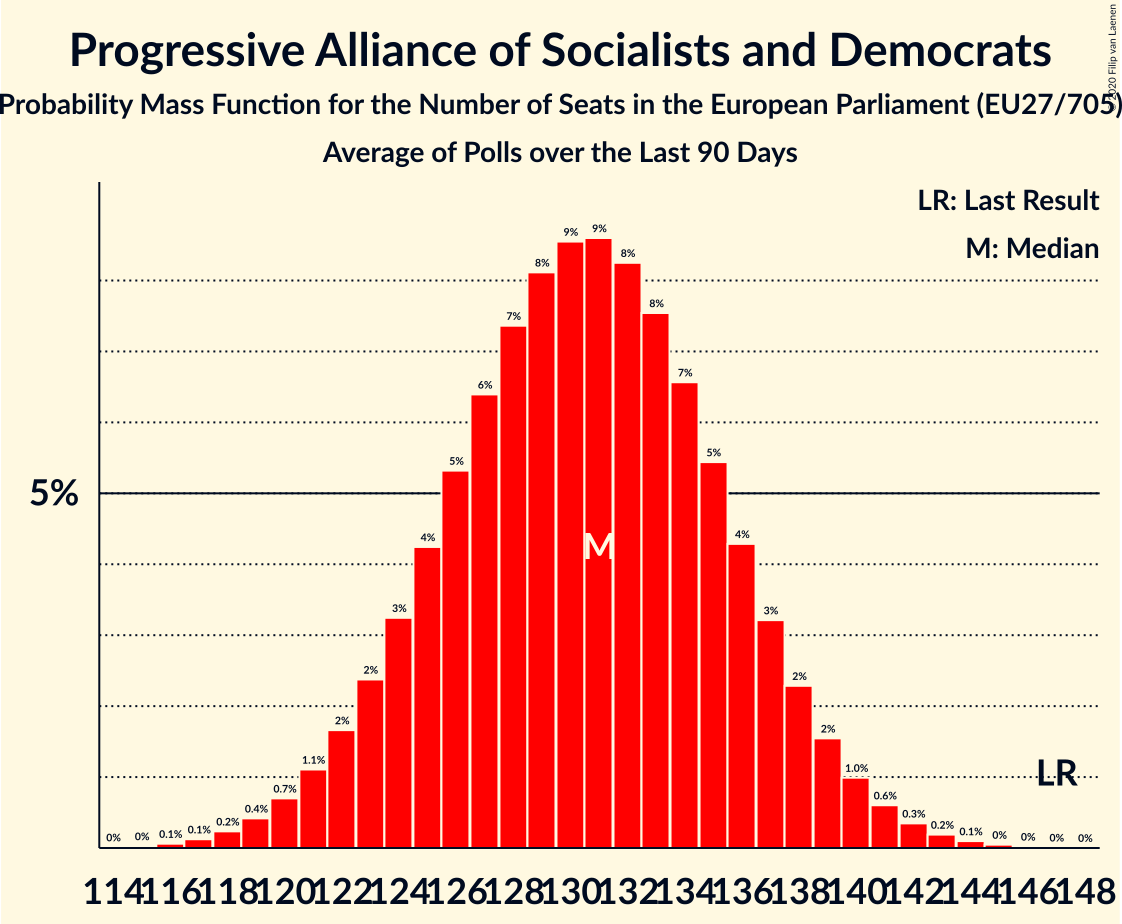 Progressive Alliance of Socialists and Democrats
Probability Mass Function for the Number of Seats in the European Parliament (EU27/705)
Average of Polls over the Last 90 Days
© 2020 Filip van Laenen
LR: Last Result
M: Median
5%
0% 0% 0.1% 0.1% 0.2% 0.4% 0.7% 1.1% 2% 2% 3% 4% 5% 6% 7% 8% 9% 9% 8% 8% 7% 5% 4% 3% 2% 2% 1.0% 0.6% 0.3% 0.2% 0.1% 0% 0% 0% 0%
M
LR
114 116 118 120 122 124 126 128 130 132 134 136 138 140 142 144 146 148